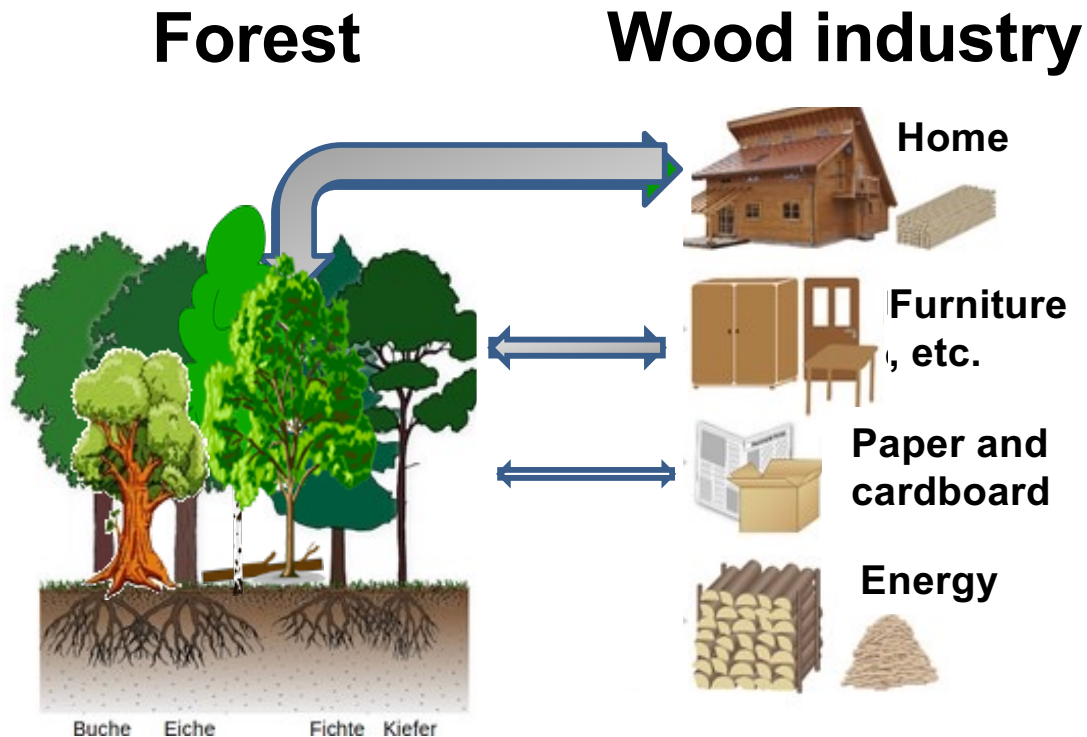 Forest
Wood industry
Home
Furniture
, etc.
Paper and
cardboard
Energy
Buche Eiche Fichte Kiefer